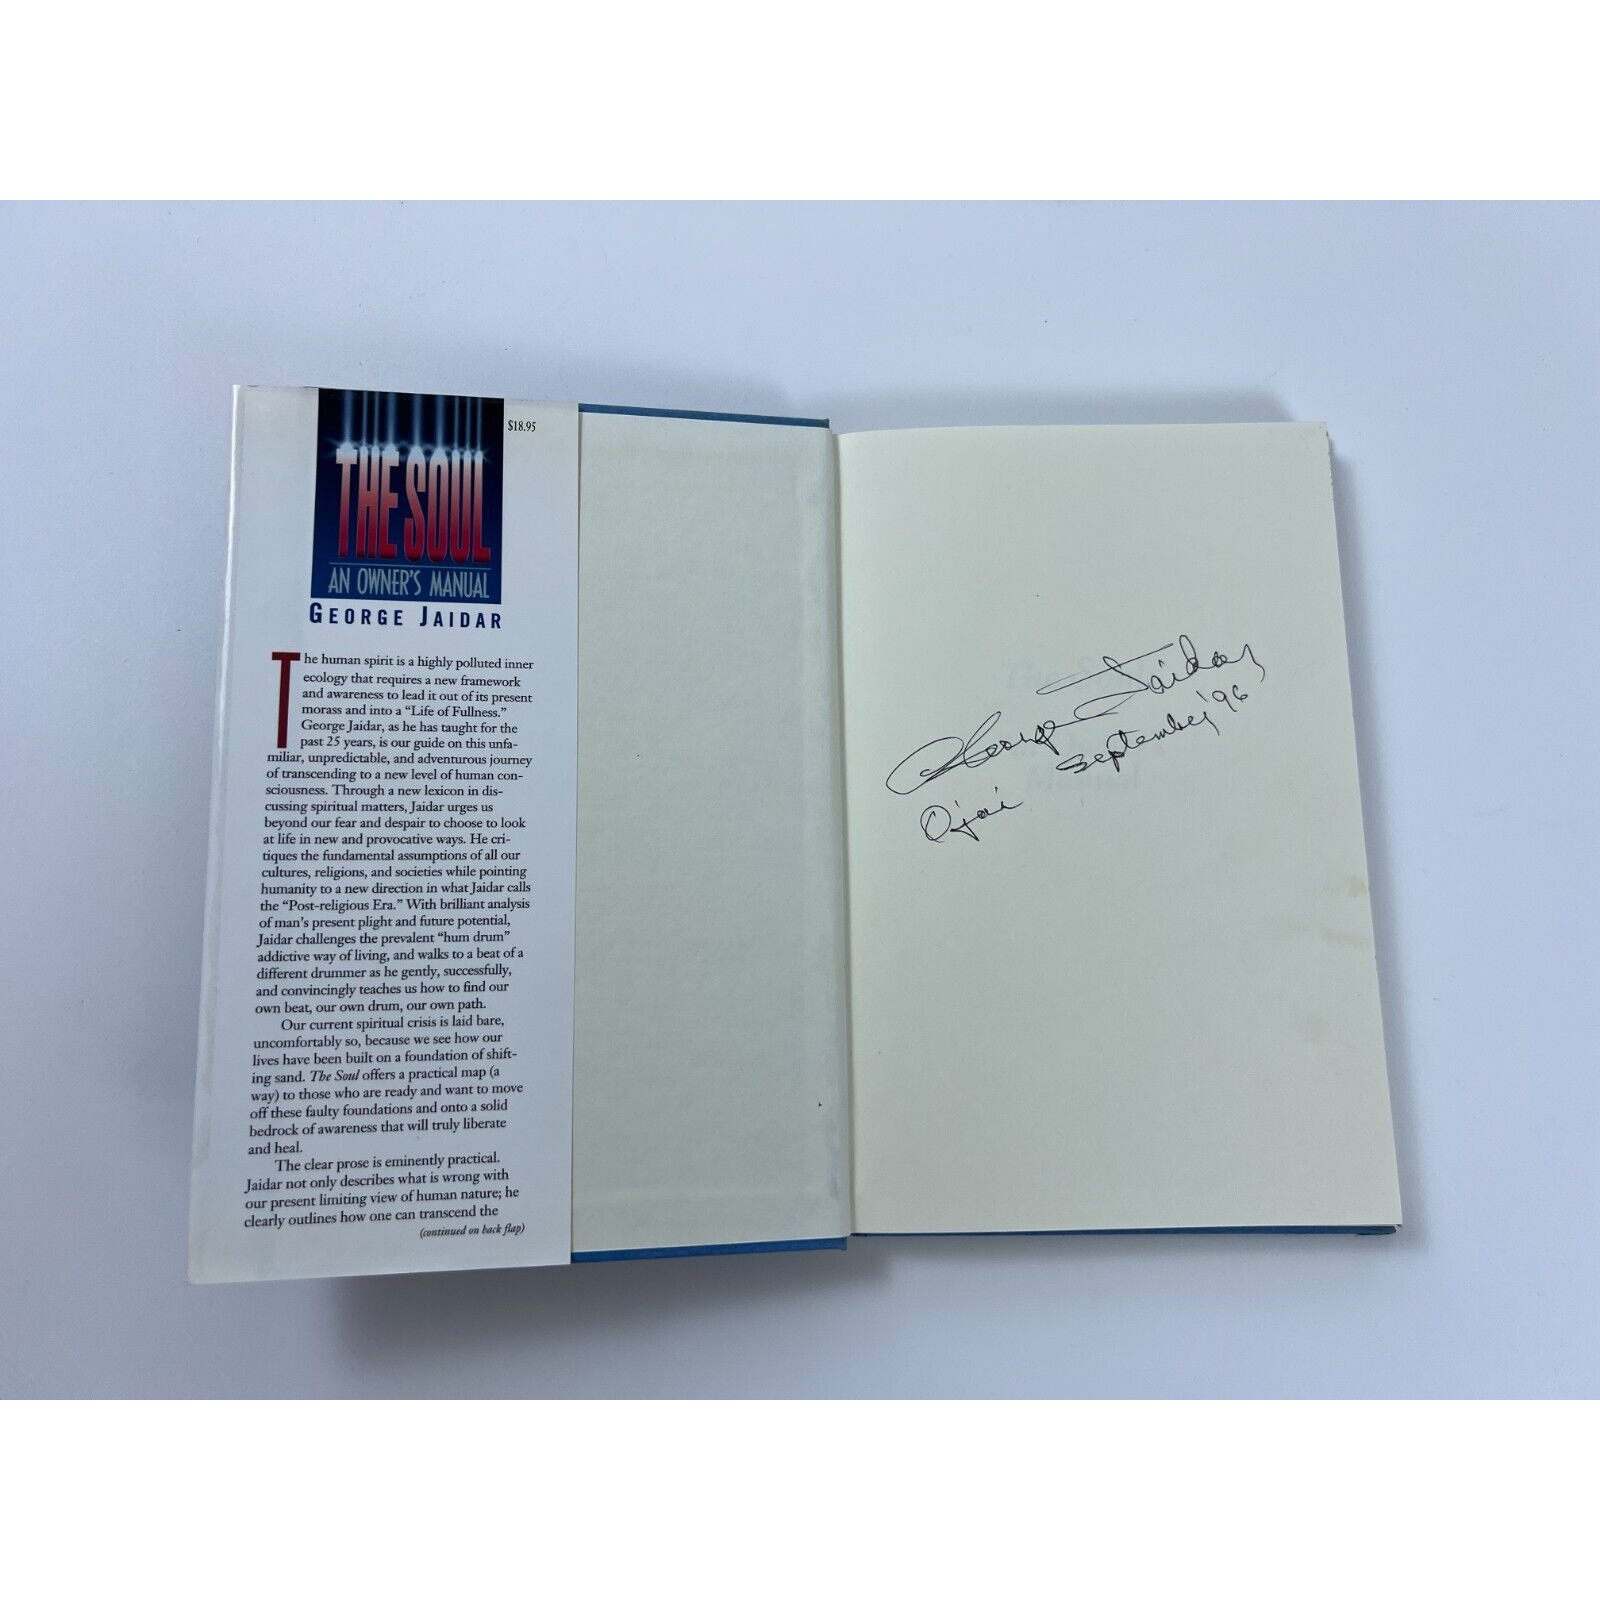 $18.95
THE SOUL
AN OWNER'S MANUAL
GEORGE JAIDAR
The human spirit is a highly polluted inner
ecology that requires a new framework
and awareness to lead it out of its present
morass and into a “Life of Fullness.”
George Jaidar, as he has taught for the
past 25 years, is our guide on this unfa-
miliar, unpredictable, and adventurous journey
of transcending to a new level of human con-
sciousness. Through a new lexicon in dis-
cussing spiritual matters, Jaidar urges us
beyond our fear and despair to choose to look
at life in new and provocative ways. He cri-
tiques the fundamental assumptions of all our
cultures, religions, and societies while pointing
humanity to a new direction in what Jaidar calls
the “Post-religious Era.” With brilliant analysis
of man's present plight and future potential,
Jaidar challenges the prevalent “hum drum”
addictive way of living, and walks to a beat of a
different drummer as he gently, successfully,
and convincingly teaches us how to find our
own beat, our own drum, our own path.
Our current spiritual crisis is laid bare,
uncomfortably so, because we see how our
lives have been built on a foundation of shift-
ing sand. The Soul offers a practical map (a
way) to those who are ready and want to move
off these faulty foundations and onto a solid
bedrock of awareness that will truly liberate
and heal.
The clear prose is eminently practical.
Jaidar not only describes what is wrong with
our present limiting view of human nature; he
clearly outlines how one can transcend the
(continued on back flap)
George Jaidar
September '96
Ojai